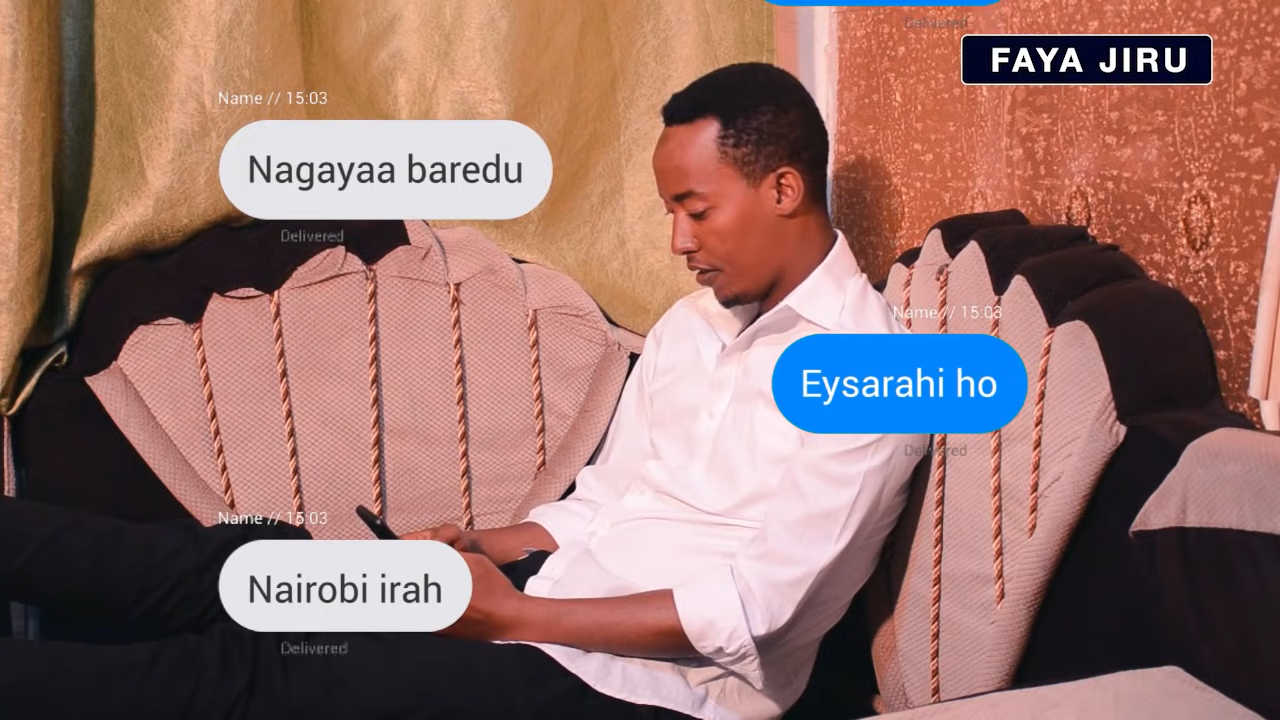 Delivered
FAYA JIRU
Name // 15:03
Nagayaa baredu
Delivered
Name // 15:03
Eysarahi ho
Delivered
Name // 15:03
Nairobi irah
Delivered